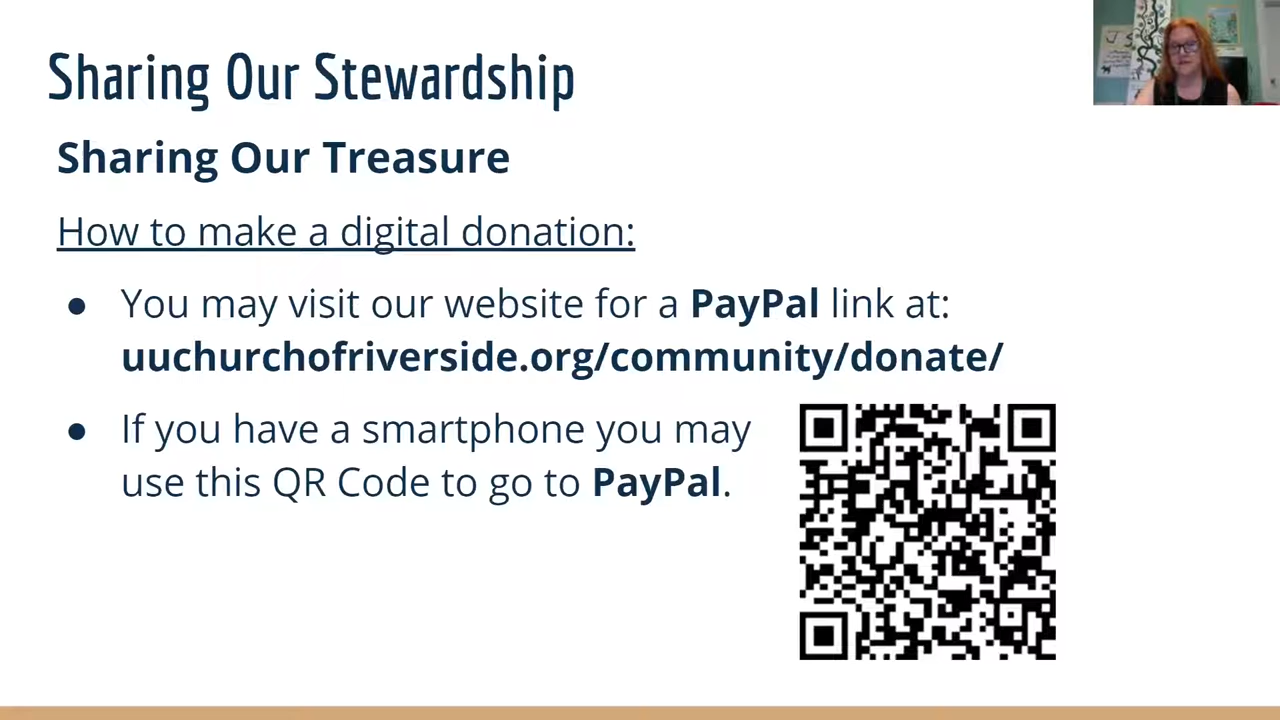 Sharing Our Stewardship
Sharing Our Treasure
How to make a digital donation:
● You may visit our website for a PayPal link at:
uuchurchofriverside.org/community/donate/
● If you have a smartphone you may
use this QR Code to go to PayPal.